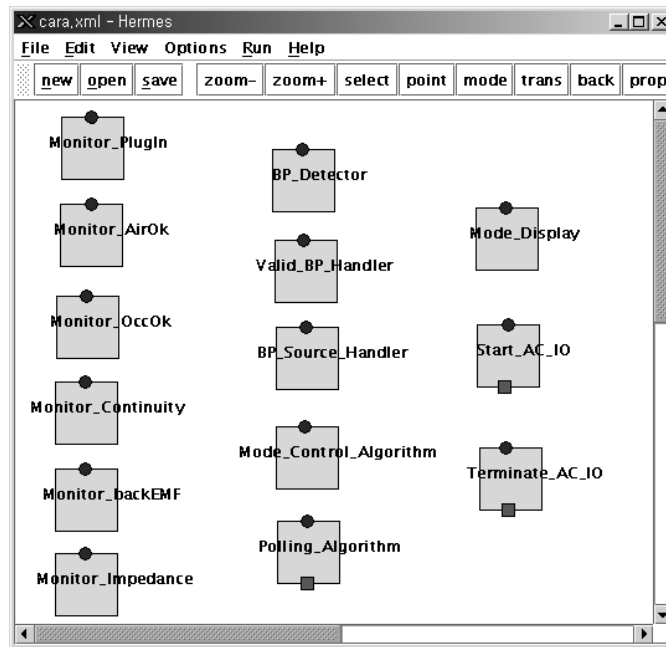 cara.xml - Hermes
File Edit View Options Run Help
new open save zoom- zoom+ select point mode trans back prop
Monitor_PlugIn
Monitor_AirOk
Monitor_OccOk
Monitor_Continuity
Monitor_backEMF
Monitor_Impedance
BP_Detector
Valid_BP_Handler
BP_Source_Handler
Mode_Control_Algorithm
Polling_Algorithm
Mode_Display
Start_AC_IO
Terminate_AC_IO